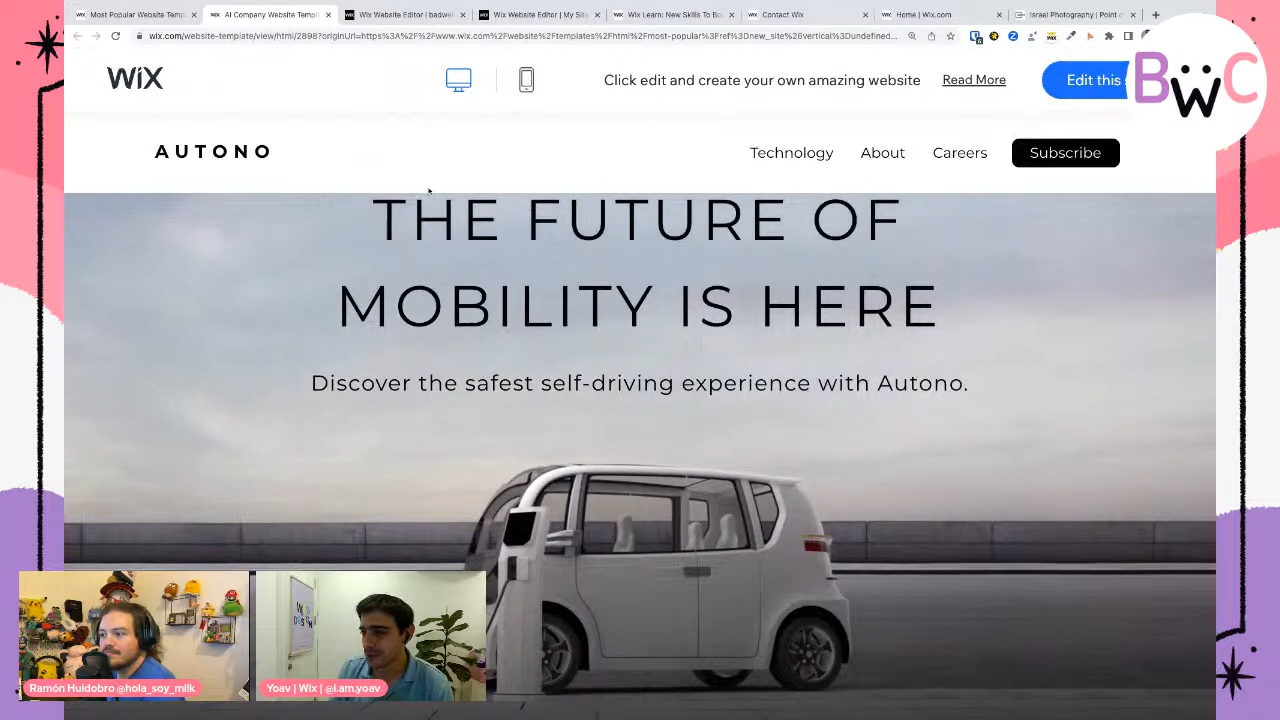 Most Popular Website Temp
AI Company Website Templ
Wix Website Editor | badwe
Wix Website Editor | My Sit
Wix Learn: New Skills To Bo
Contact Wix
Home | Wix.com
Israel Photography | Point o
wix.com/website-template/view/html/2898?originUrl=https%3A%2F%2Fwww.wix.com%2Fwebsite%2Ftemplates%2Fhtml%2Fmost-popular%3Fref%3Dnew_site%26vertical%3Dundefined...
WiX
Click edit and create your own amazing website
Read More
Edit this
BWC
AUTONO
Technology
About
Careers
Subscribe
THE FUTURE OF
MOBILITY IS HERE
Discover the safest self-driving experience with Autono.
Ramón Huidobro @hola_soy_milk
Yoav | Wix | @i.am.yoav